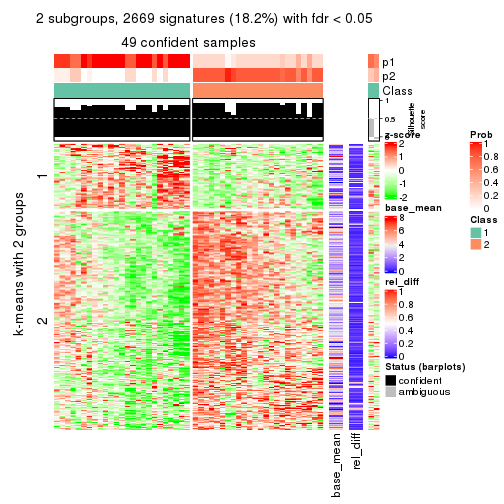 2 subgroups, 2669 signatures (18.2%) with fdr < 0.05
49 confident samples
p1
p2
Class
1
0.5
0
Silhouette
score
k-means with 2 groups
1
2
base_mean
rel_diff
z-score
2
1
0
-1
-2
base_mean
8
6
4
2
0
rel_diff
1
0.8
0.6
0.4
0.2
0
Status (barplots)
confident
ambiguous
Prob
1
0.8
0.6
0.4
0.2
0
Class
1
2